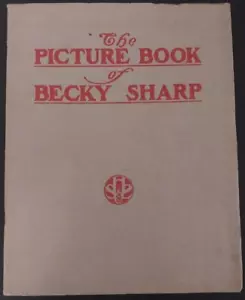 The
PICTURE BOOK
of
BECKY SHARP